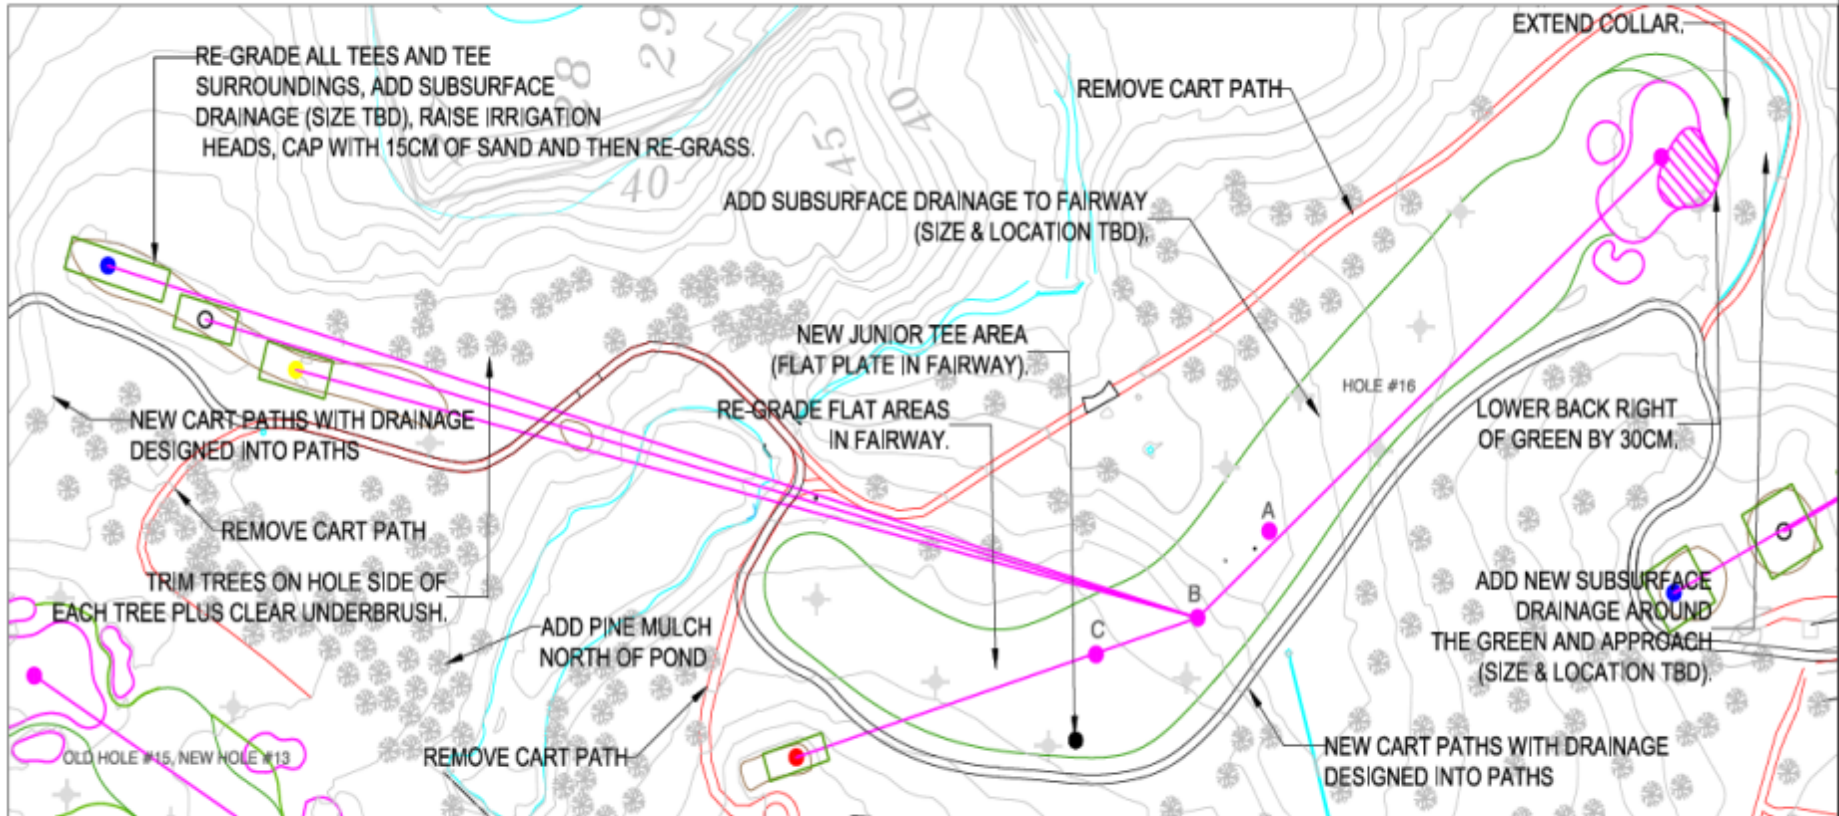 EXTEND COLLAR.
RE-GRADE ALL TEES AND TEE
SURROUNDINGS, ADD SUBSURFACE
DRAINAGE (SIZE TBD), RAISE IRRIGATION
HEADS, CAP WITH 15CM OF SAND AND THEN RE-GRASS.
28
29
40
45
40
REMOVE CART PATH
ADD SUBSURFACE DRAINAGE TO FAIRWAY
(SIZE & LOCATION TBD).
NEW JUNIOR TEE AREA
(FLAT PLATE IN FAIRWAY).
RE-GRADE FLAT AREAS
IN FAIRWAY.
HOLE #16
LOWER BACK RIGHT
OF GREEN BY 30CM.
NEW CART PATHS WITH DRAINAGE
DESIGNED INTO PATHS
REMOVE CART PATH
TRIM TREES ON HOLE SIDE OF
EACH TREE PLUS CLEAR UNDERBRUSH.
A
B
C
ADD PINE MULCH
NORTH OF POND
ADD NEW SUBSURFACE
DRAINAGE AROUND
THE GREEN AND APPROACH
(SIZE & LOCATION TBD).
OLD HOLE #15, NEW HOLE #13
REMOVE CART PATH
NEW CART PATHS WITH DRAINAGE
DESIGNED INTO PATHS